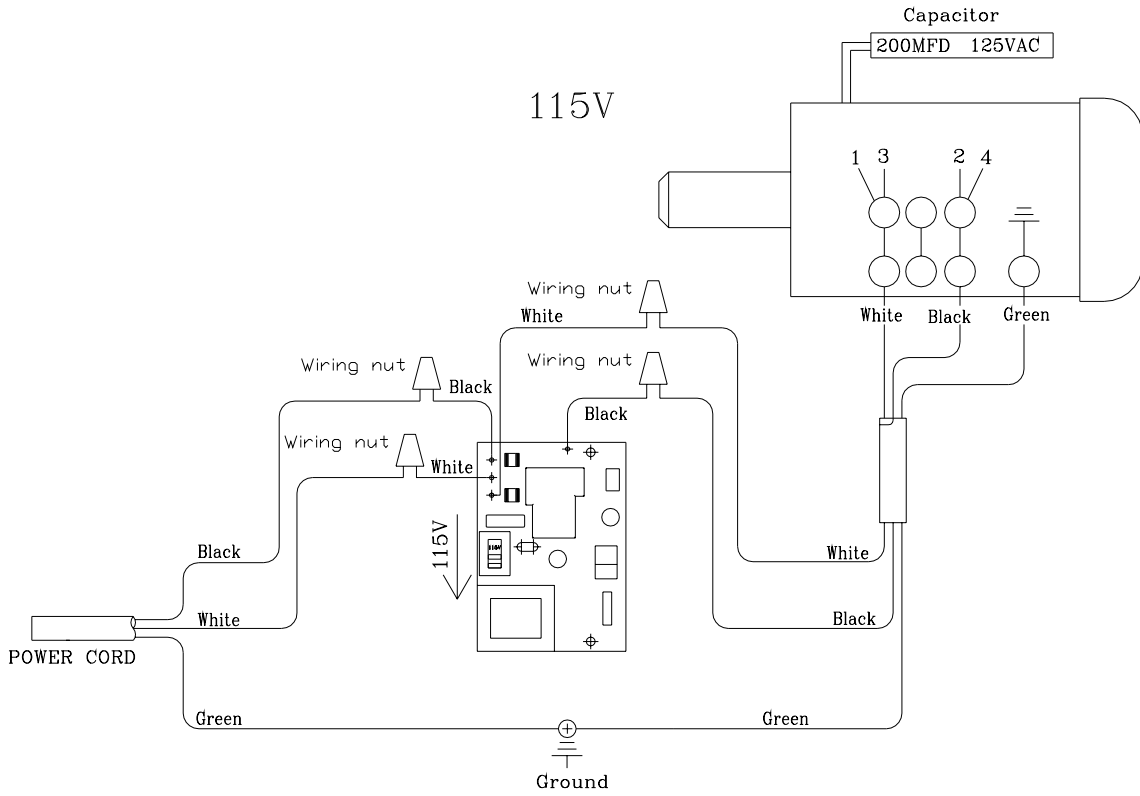 Capacitor
200MFD 125VAC
115V
1 3 2 4
Wiring nut
White
White Black Green
Wiring nut
Wiring nut
Black
Black
Wiring nut
White
115V
Black
White
White
Black
POWER CORD
Green
Green
Ground